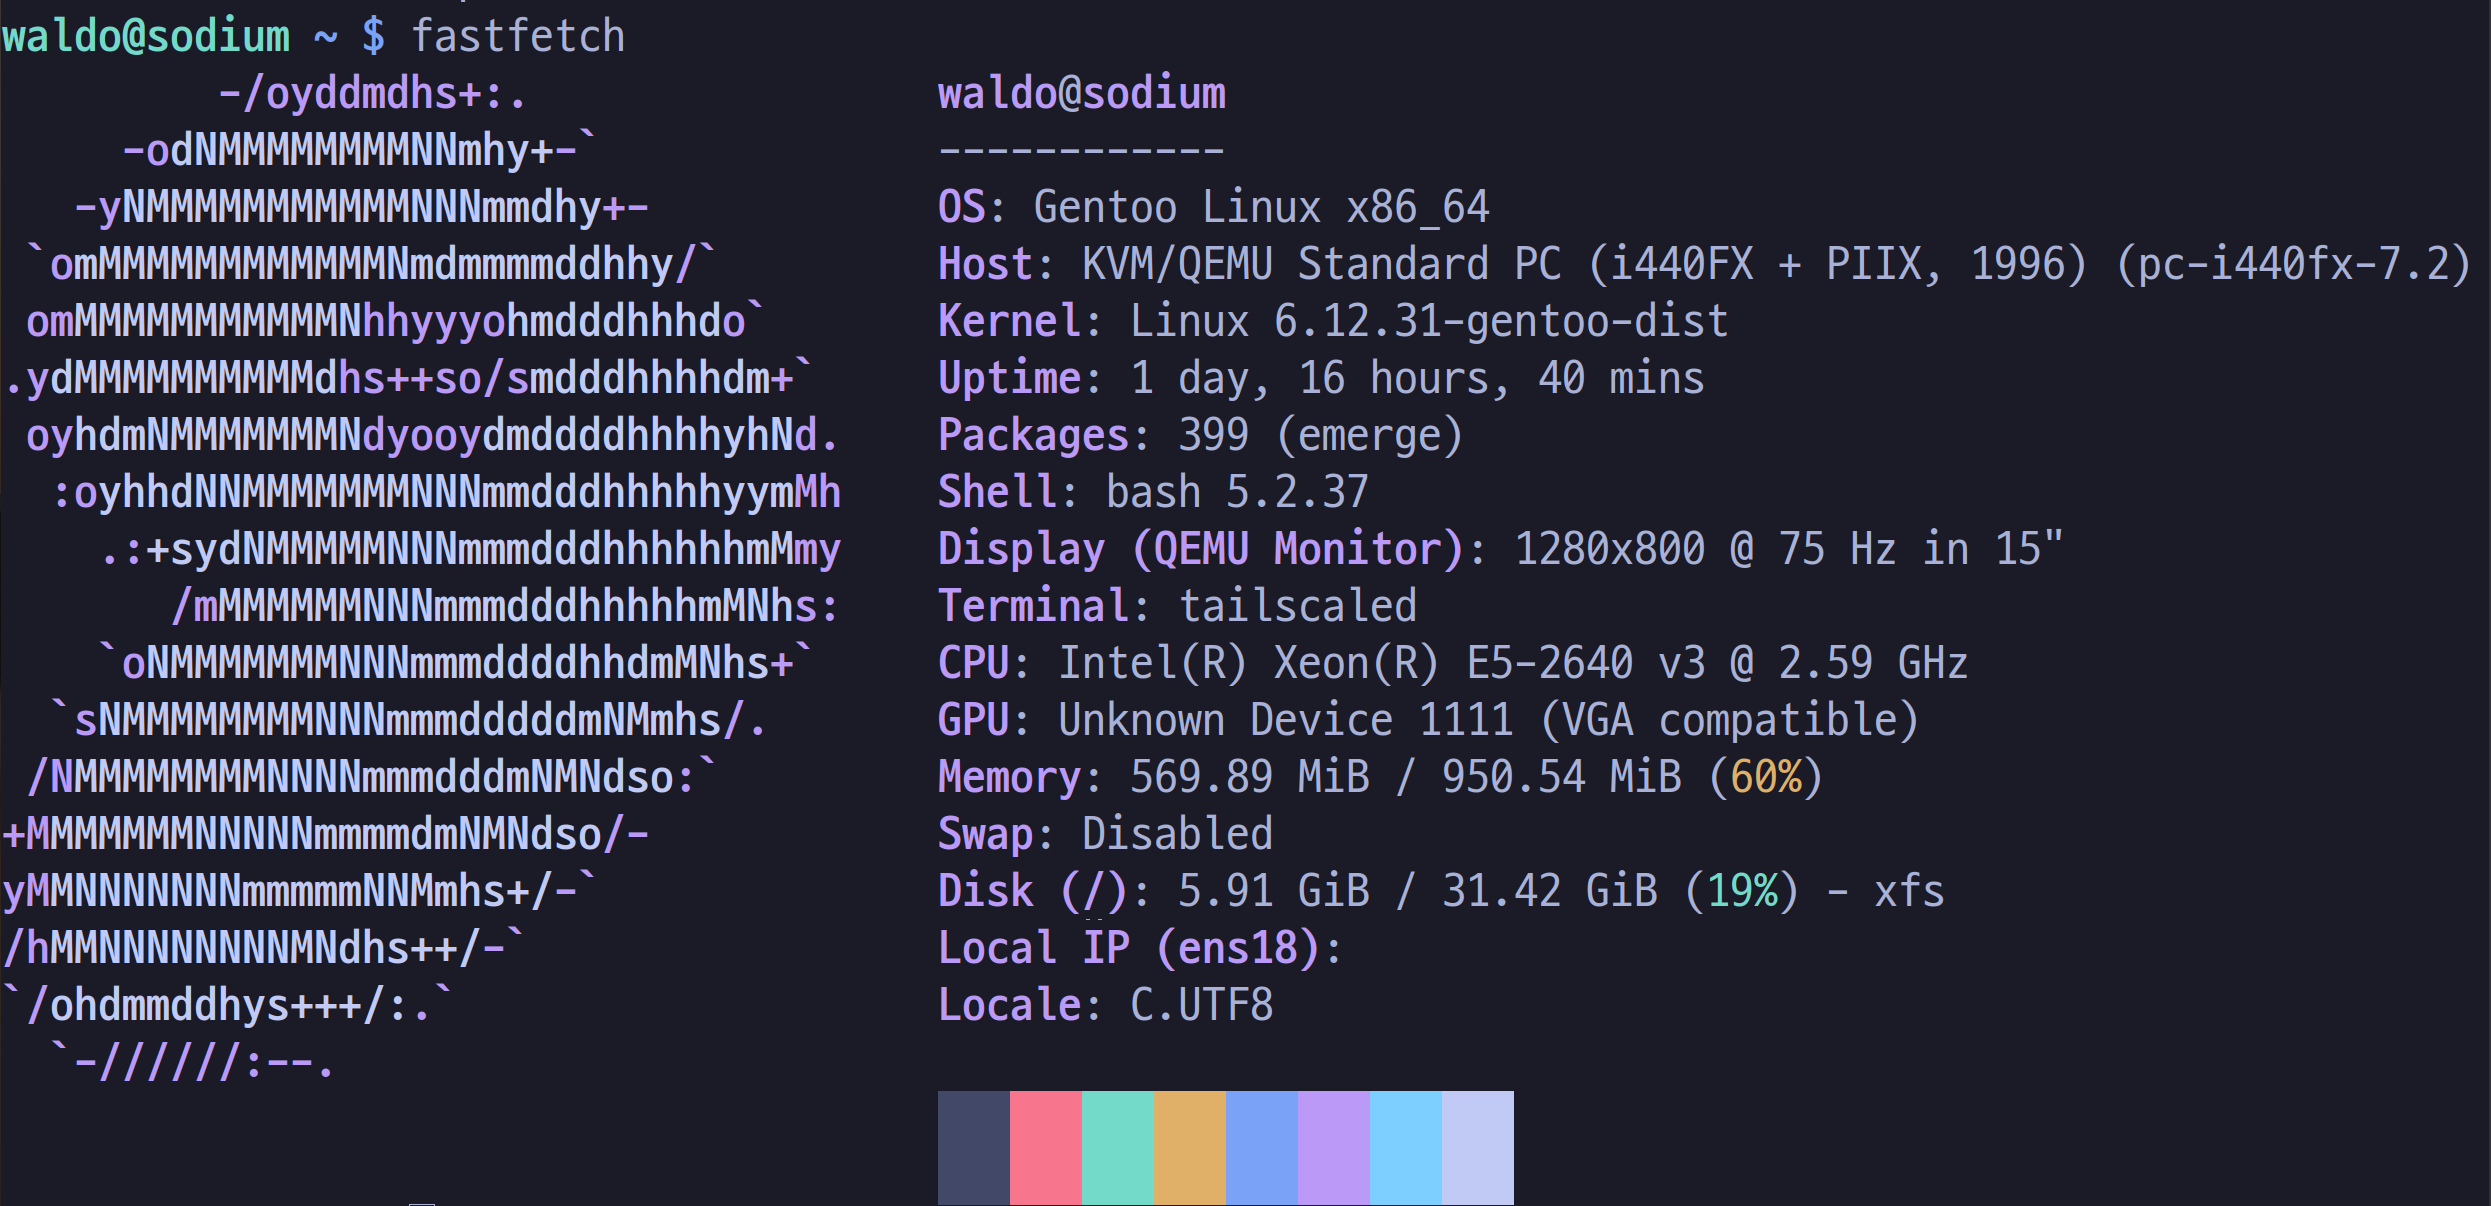 waldo@sodium ~ $ fastfetch
         -/oyddmdhs+:.                 waldo@sodium
     -odNMMMMMMMMNNmhy+-`              ------------
   -yNMMMMMMMMMMMNNNmmdhy+-            OS: Gentoo Linux x86_64
 `omMMMMMMMMMMMMNmdmmmmddhhy/`         Host: KVM/QEMU Standard PC (i440FX + PIIX, 1996) (pc-i440fx-7.2)
 omMMMMMMMMMMMNhhyyyohmdddhhhdo`       Kernel: Linux 6.12.31-gentoo-dist
.ydMMMMMMMMMMdhs++so/smdddhhhhdm+`     Uptime: 1 day, 16 hours, 40 mins
 oyhdmNMMMMMMMNdyooydmddddhhhhyhNd.    Packages: 399 (emerge)
  :oyhhdNNMMMMMMMNNNmmdddhhhhhyymMh    Shell: bash 5.2.37
    .:+sydNMMMMMNNNmmmdddhhhhhhmMmy    Display (QEMU Monitor): 1280x800 @ 75 Hz in 15"
       /mMMMMMMNNNmmmdddhhhhhmMNhs:    Terminal: tailscaled
    `oNMMMMMMMNNNmmmddddhhdmMNhs+`     CPU: Intel(R) Xeon(R) E5-2640 v3 @ 2.59 GHz
  `sNMMMMMMMMNNNmmmdddddmNMmhs/.       GPU: Unknown Device 1111 (VGA compatible)
 /NMMMMMMMMNNNNmmmdddmNMNdso:`         Memory: 569.89 MiB / 950.54 MiB (60%)
+MMMMMMMNNNNNmmmmdmNMNdso/-            Swap: Disabled
yMMNNNNNNNmmmmmNNMmhs+/-`              Disk (/): 5.91 GiB / 31.42 GiB (19%) - xfs
/hMMNNNNNNNNMNdhs++/-`                 Local IP (ens18):
`/ohdmmddhys+++/:.`                    Locale: C.UTF8
  `-//////:--.